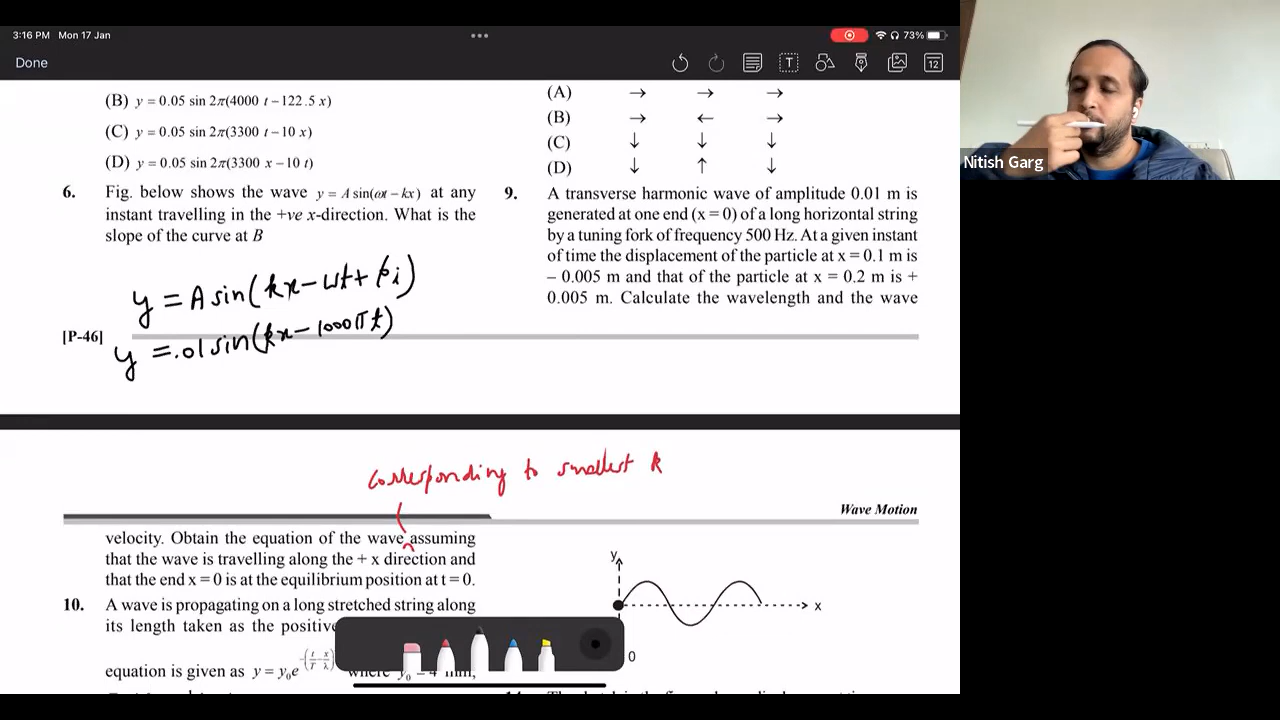 3:16 PM Mon 17 Jan
73%
Done
T
12
(B) y = 0.05 sin 2π(4000 t − 122.5 x)
(C) y = 0.05 sin 2π(3300 t − 10 x)
(D) y = 0.05 sin 2π(3300 x − 10 t)
6. Fig. below shows the wave y = A sin(ωt − kx) at any
instant travelling in the +ve x-direction. What is the
slope of the curve at B
y = A sin(kx − ωt + ϕi)
[P-46]
y = .01 sin(kx − 1000πt)
(A) → → →
(B) → ← →
(C) ↓ ↓ ↓
(D) ↓ ↑ ↓
9. A transverse harmonic wave of amplitude 0.01 m is
generated at one end (x = 0) of a long horizontal string
by a tuning fork of frequency 500 Hz. At a given instant
of time the displacement of the particle at x = 0.1 m is
– 0.005 m and that of the particle at x = 0.2 m is +
0.005 m. Calculate the wavelength and the wave
Nitish Garg
corresponding to smallest k
Wave Motion
velocity. Obtain the equation of the wave assuming
that the wave is travelling along the + x direction and
that the end x = 0 is at the equilibrium position at t = 0.
10. A wave is propagating on a long stretched string along
its length taken as the positive
equation is given as y = y₀e^−(t/T − x/λ) where y₀ = 4 mm,
y
x
0